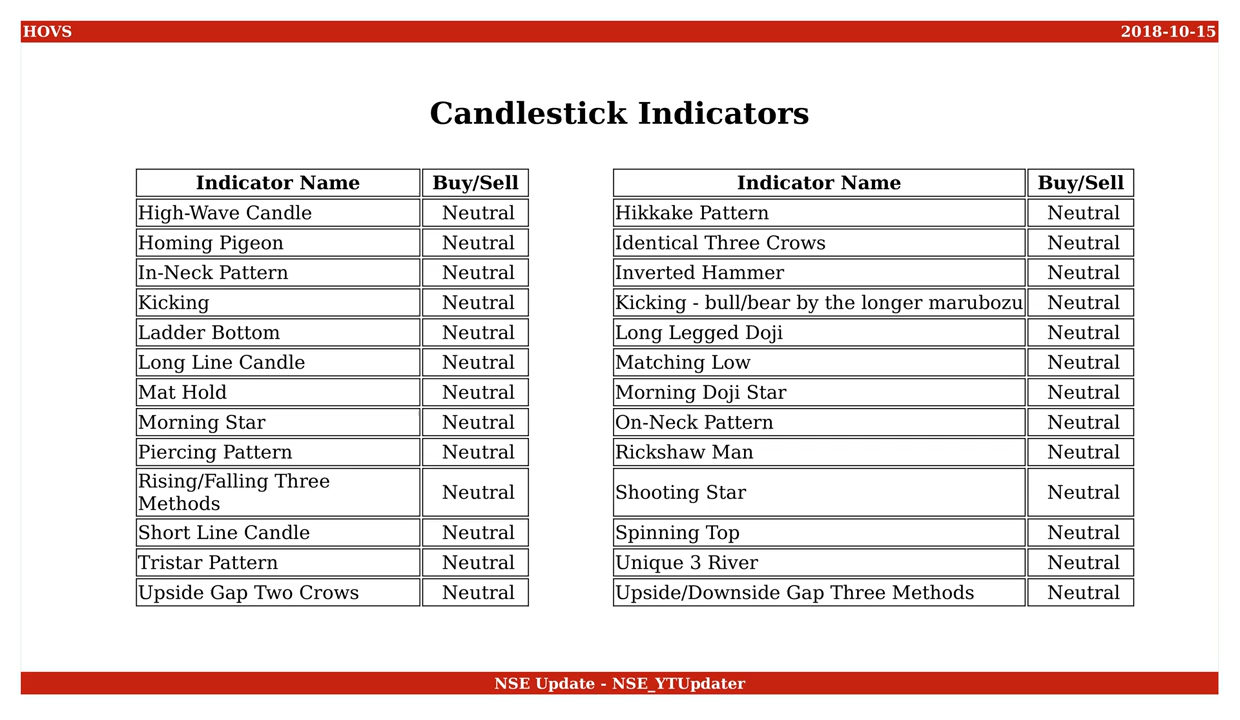 HOVS 2018-10-15
Candlestick Indicators
Indicator Name Buy/Sell Indicator Name Buy/Sell
High-Wave Candle Neutral Hikkake Pattern Neutral
Homing Pigeon Neutral Identical Three Crows Neutral
In-Neck Pattern Neutral Inverted Hammer Neutral
Kicking Neutral Kicking - bull/bear by the longer marubozu Neutral
Ladder Bottom Neutral Long Legged Doji Neutral
Long Line Candle Neutral Matching Low Neutral
Mat Hold Neutral Morning Doji Star Neutral
Morning Star Neutral On-Neck Pattern Neutral
Piercing Pattern Neutral Rickshaw Man Neutral
Rising/Falling Three
Methods Neutral Shooting Star Neutral
Short Line Candle Neutral Spinning Top Neutral
Tristar Pattern Neutral Unique 3 River Neutral
Upside Gap Two Crows Neutral Upside/Downside Gap Three Methods Neutral
NSE Update - NSE_YTUpdater